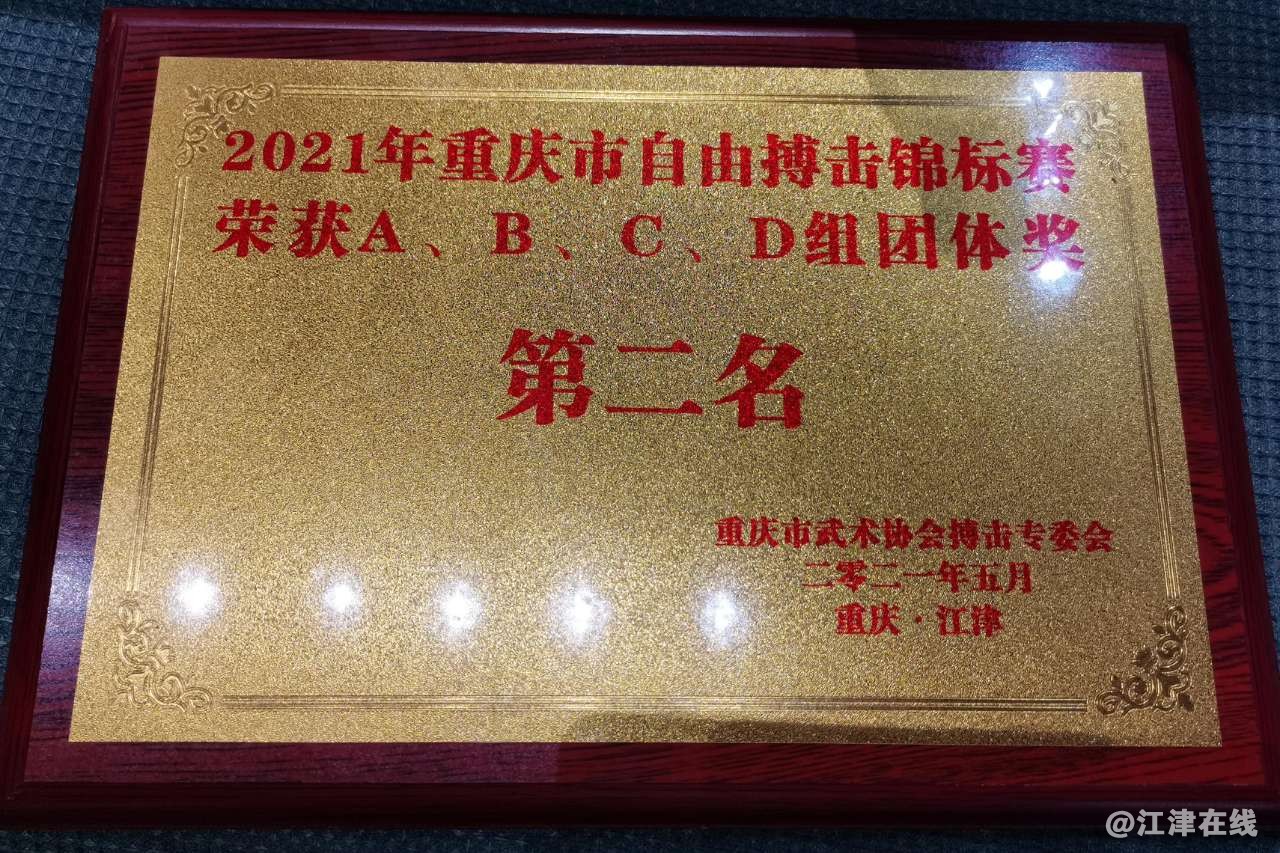 2021年重庆市自由搏击锦标赛
荣获A、B、C、D组团体奖
第二名
重庆市武术协会搏击专委会
二零二一年五月
重庆·江津
@江津在线